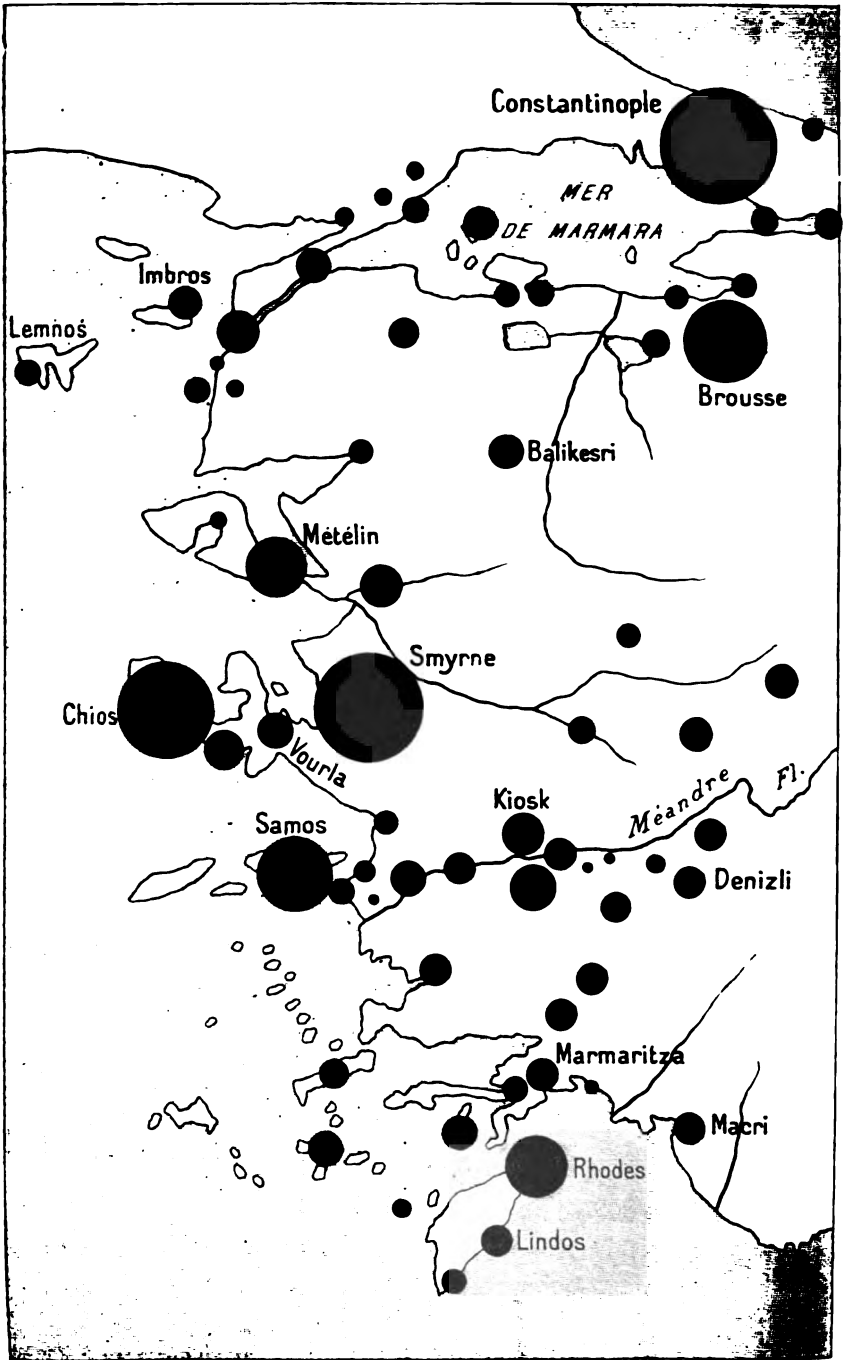 Constantinople
MER
DE MARMARA
Imbros
Lemnos
Brousse
Balikesri
Mételin
Smyrne
Chios
Vourla
Méandre Fl.
Kiosk
Samos
Denizli
Marmaritza
Macri
Rhodes
Lindos